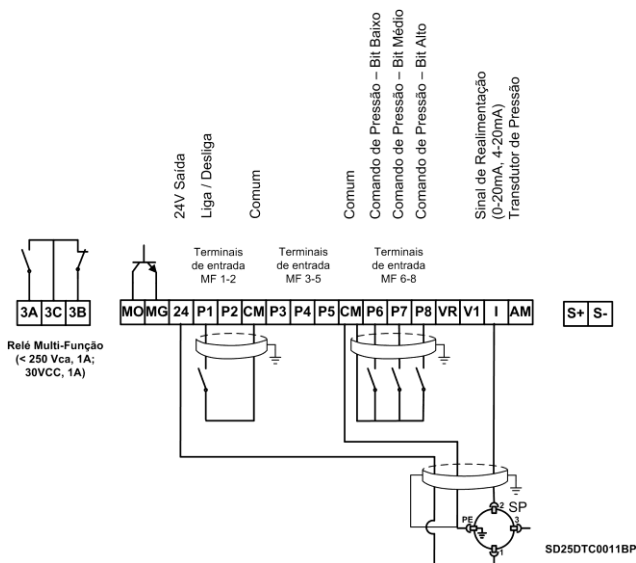 24V Saída
Liga / Desliga
Comum
Comum
Comando de Pressão – Bit Baixo
Comando de Pressão – Bit Médio
Comando de Pressão – Bit Alto
Sinal de Realimentação
(0-20mA, 4-20mA)
Transdutor de Pressão
Terminais
de entrada
MF 1-2
Terminais
de entrada
MF 3-5
Terminais
de entrada
MF 6-8
3A 3C 3B
MO MG 24 P1 P2 CM P3 P4 P5 CM P6 P7 P8 VR V1 I AM
S+ S-
Relé Multi-Função
(< 250 Vca, 1A;
30VCC, 1A)
2
SP
PE
3
1
SD25DTC0011BP